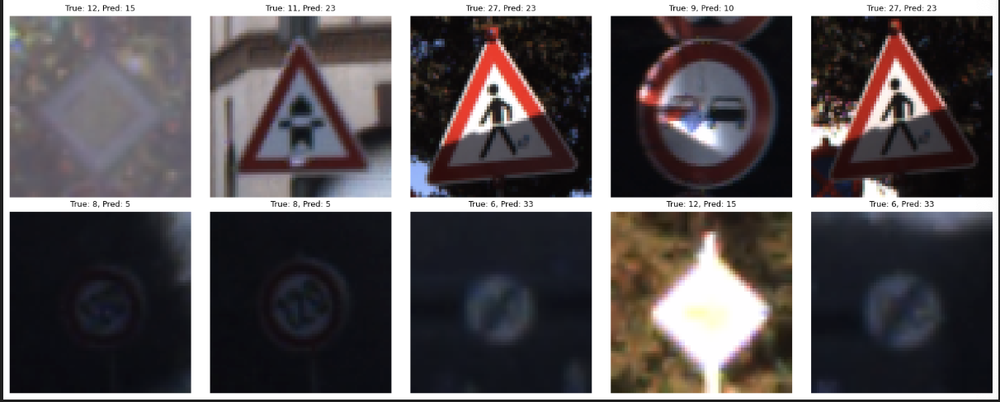 True: 12, Pred: 15
True: 11, Pred: 23
True: 27, Pred: 23
True: 9, Pred: 10
True: 27, Pred: 23
True: 8, Pred: 5
True: 8, Pred: 5
True: 6, Pred: 33
True: 12, Pred: 15
True: 6, Pred: 33
120